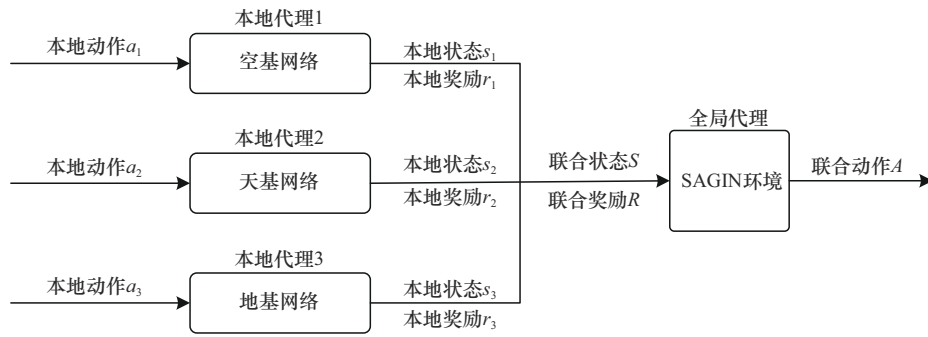 本地代理1
本地动作a₁
空基网络
本地状态s₁
本地奖励r₁
本地代理2
本地动作a₂
天基网络
本地状态s₂
本地奖励r₂
本地代理3
本地动作a₃
地基网络
本地状态s₃
本地奖励r₃
联合状态S
联合奖励R
全局代理
SAGIN环境
联合动作A